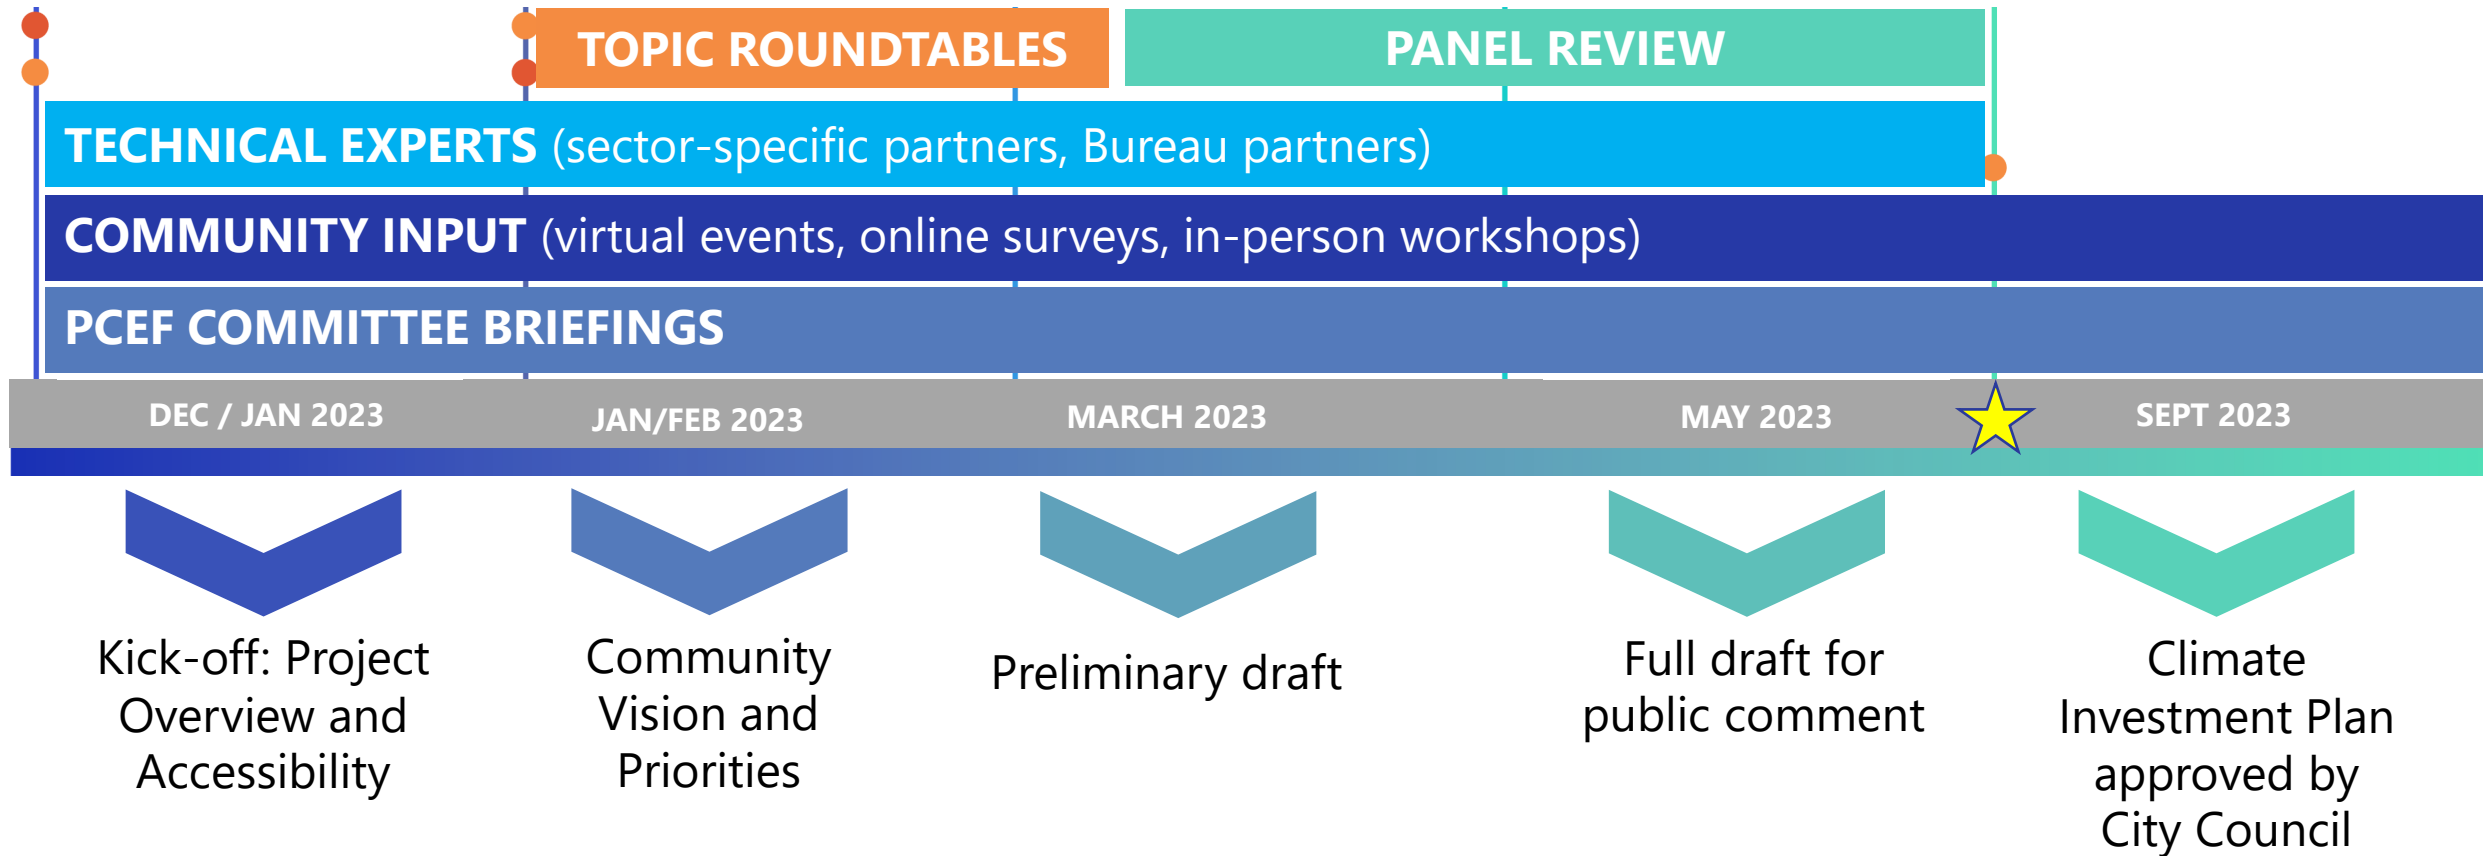 TOPIC ROUNDTABLES
PANEL REVIEW
TECHNICAL EXPERTS (sector-specific partners, Bureau partners)
COMMUNITY INPUT (virtual events, online surveys, in-person workshops)
PCEF COMMITTEE BRIEFINGS
DEC / JAN 2023
JAN/FEB 2023
MARCH 2023
MAY 2023
SEPT 2023
Kick-off: Project
Overview and
Accessibility
Community
Vision and
Priorities
Preliminary draft
Full draft for
public comment
Climate
Investment Plan
approved by
City Council